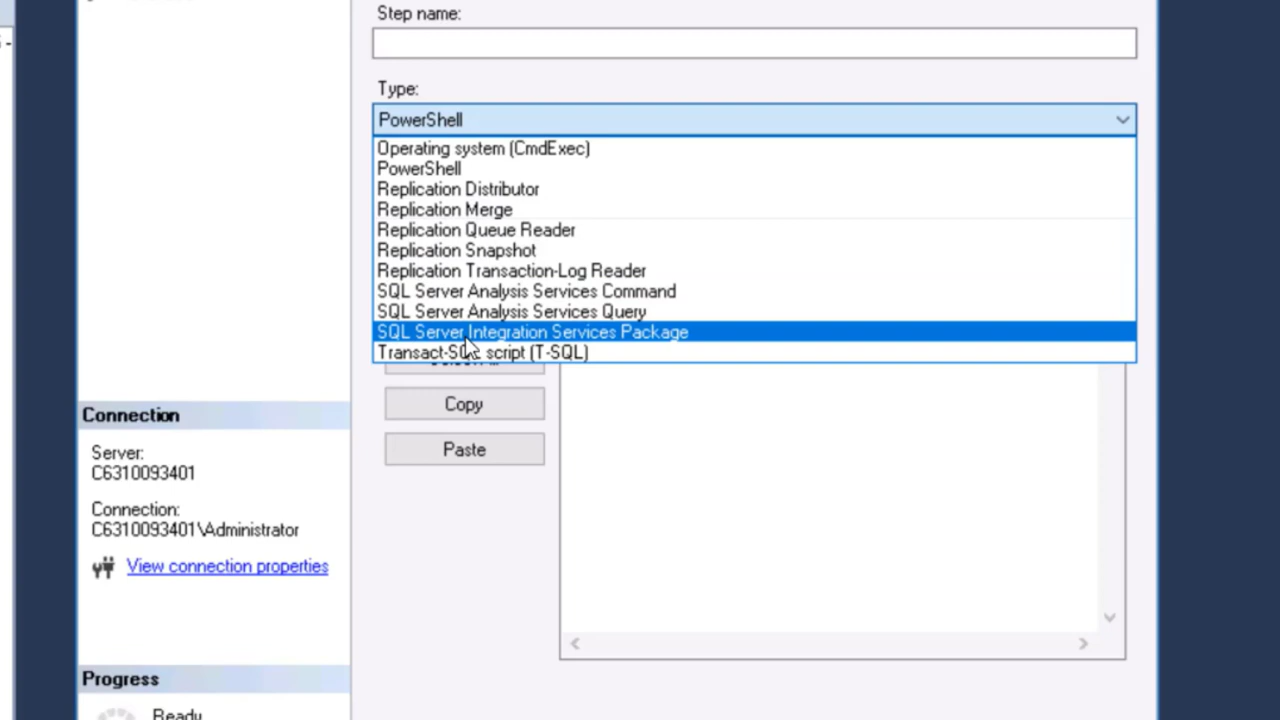 Step name:
Type:
PowerShell
Operating system (CmdExec)
PowerShell
Replication Distributor
Replication Merge
Replication Queue Reader
Replication Snapshot
Replication Transaction-Log Reader
SQL Server Analysis Services Command
SQL Server Analysis Services Query
SQL Server Integration Services Package
Transact-SQL script (T-SQL)
Copy
Paste
Connection
Server:
C6310093401
Connection:
C6310093401\Administrator
View connection properties
Progress
Ready